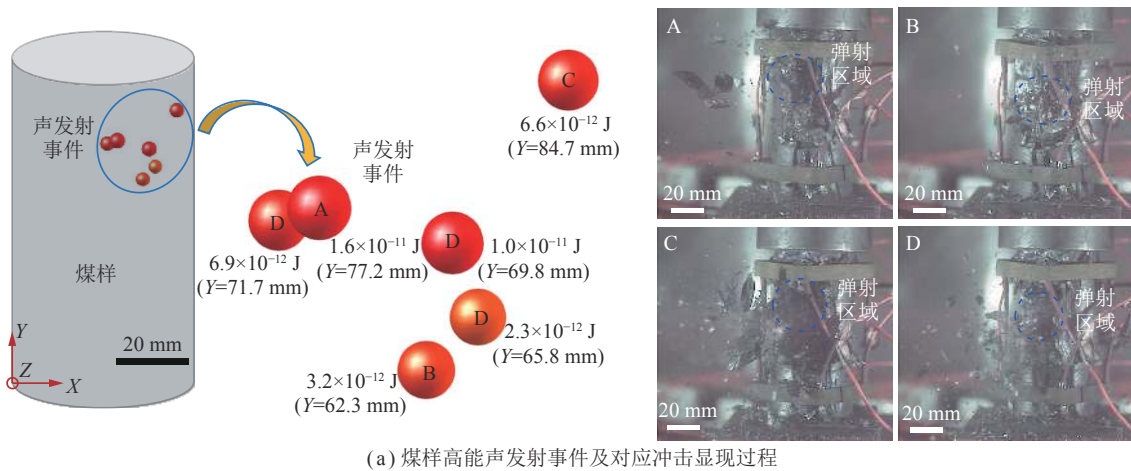 声发射
事件
煤样
Y
Z
X
20 mm
声发射
事件
C
6.6×10⁻¹² J
(Y=84.7 mm)
D
A
6.9×10⁻¹² J
(Y=71.7 mm)
1.6×10⁻¹¹ J
(Y=77.2 mm)
D
1.0×10⁻¹¹ J
(Y=69.8 mm)
D
2.3×10⁻¹² J
(Y=65.8 mm)
B
3.2×10⁻¹² J
(Y=62.3 mm)
A
弹射
区域
20 mm
B
弹射
区域
20 mm
C
弹射
区域
20 mm
D
弹射
区域
20 mm
(a) 煤样高能声发射事件及对应冲击显现过程